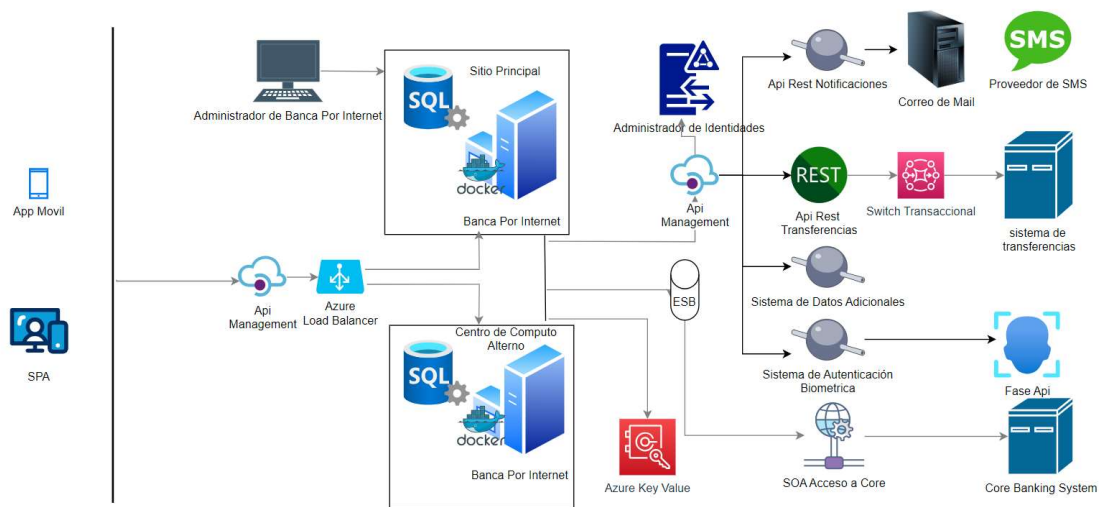 App Movil
SPA
Administrador de Banca Por Internet
Api
Management
Azure
Load Balancer
Sitio Principal
SQL
docker
Banca Por Internet
Centro de Computo
Alterno
SQL
docker
Banca Por Internet
Administrador de Identidades
Api
Management
ESB
Azure Key Value
Api Rest Notificaciones
Correo de Mail
SMS
Proveedor de SMS
REST
Api Rest
Transferencias
Switch Transaccional
sistema de
transferencias
Sistema de Datos Adicionales
Sistema de Autenticación
Biometrica
Fase Api
SOA Acceso a Core
Core Banking System